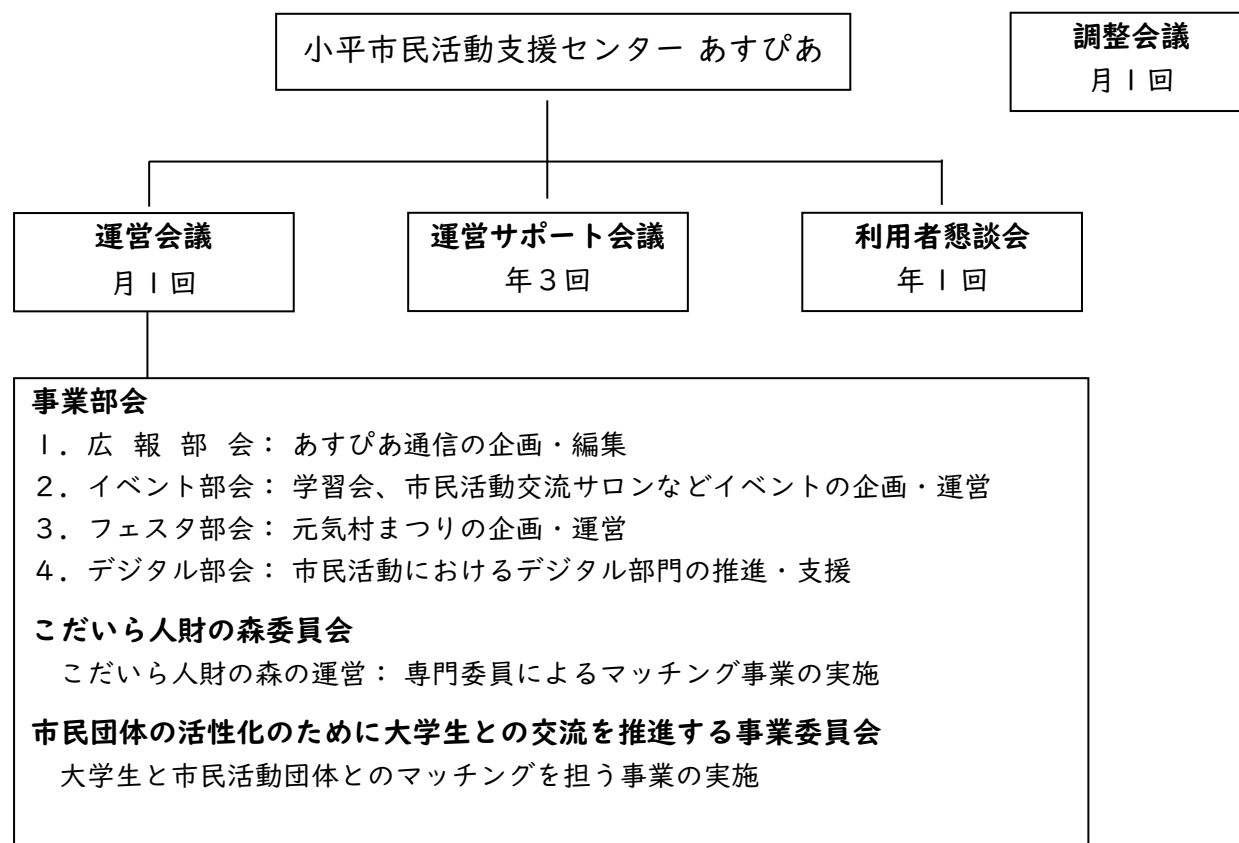 小平市民活動支援センター あすぴあ
調整会議
月1回
運営会議
月1回
運営サポート会議
年3回
利用者懇談会
年1回
事業部会
1. 広 報 部 会： あすぴあ通信の企画・編集
2. イベント部会： 学習会、市民活動交流サロンなどイベントの企画・運営
3. フェスタ部会： 元気村まつりの企画・運営
4. デジタル部会： 市民活動におけるデジタル部門の推進・支援
こだいら人財の森委員会
こだいら人財の森の運営： 専門委員によるマッチング事業の実施
市民団体の活性化のために大学生との交流を推進する事業委員会
大学生と市民活動団体とのマッチングを担う事業の実施